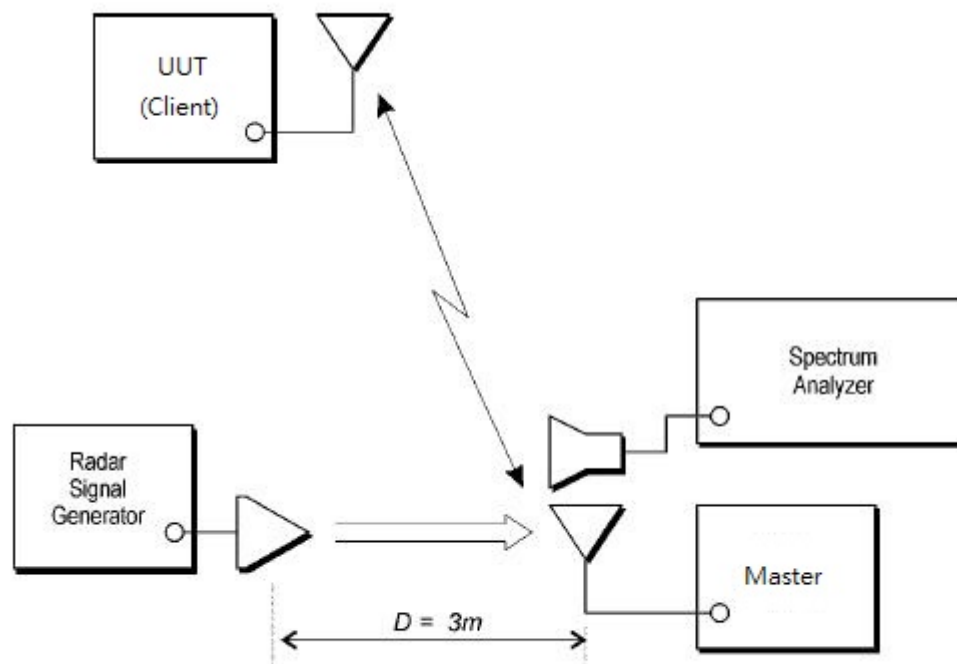 UUT
(Client)
Spectrum
Analyzer
Radar
Signal
Generator
Master
D = 3m